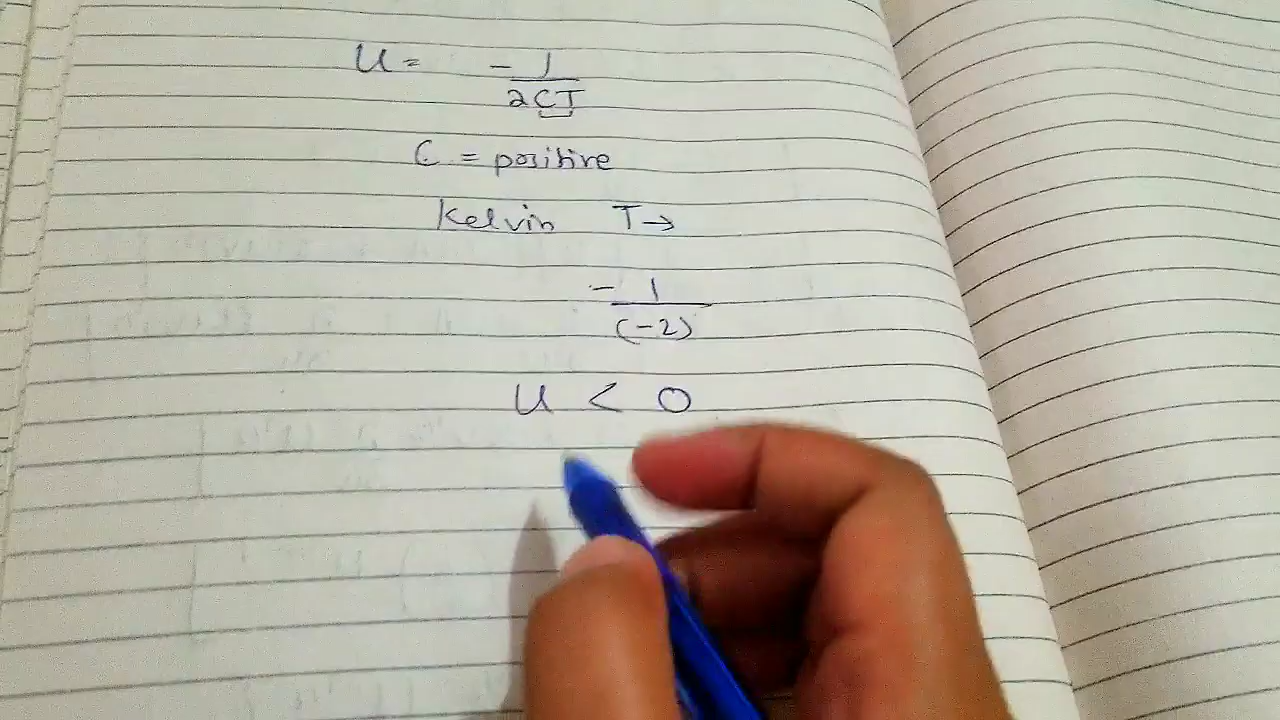 U = - 1 / 2CT
C = positive
Kelvin T →
- 1 / (-2)
U < 0